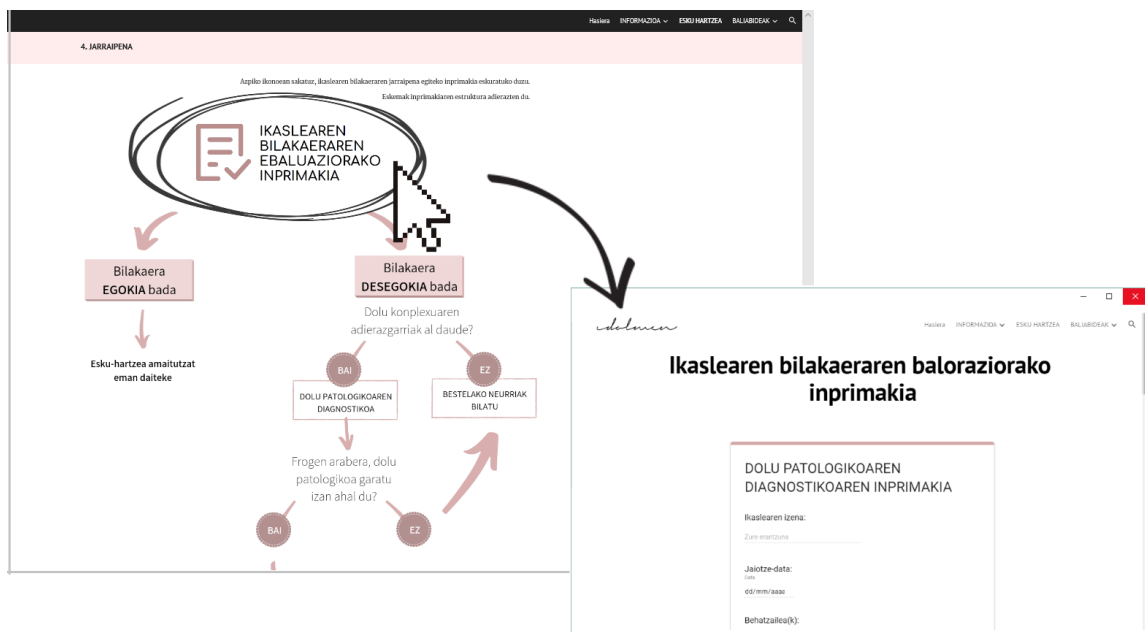 Hasiera INFORMAZIOA ESKU HARTZEA BALIABIDEAK
4. JARRAIPENA
Azpiko ikonoean sakatuz, ikaslearen bilakaeraren jarraipena egiteko inprimakia eskuratuko duzu.
Eskemak inprimakiaren estruktura adierazten du.
IKASLEAREN
BILAKAERAREN
EBALUAZIORAKO
INPRIMAKIA
Bilakaera
EGOKIA bada
Esku-hartzea amaitutzat
eman daiteke
Bilakaera
DESEGOKIA bada
Dolu konplexuaren
adierazgarriak al daude?
BAI
EZ
DOLU PATOLOGIKOAREN
DIAGNOSTIKOA
BESTELAKO NEURRIAK
BILATU
Frogen arabera, dolu
patologikoa garatu
izan ahal du?
BAI
EZ
dolmen
Hasiera INFORMAZIOA ESKU HARTZEA BALIABIDEAK
Ikaslearen bilakaeraren baloraziorako
inprimakia
DOLU PATOLOGIKOAREN
DIAGNOSTIKOAREN INPRIMAKIA
Ikaslearen izena:
Zure erantzuna
Jaiotze-data:
Data
dd/mm/aaaa
Behatzailea(k):